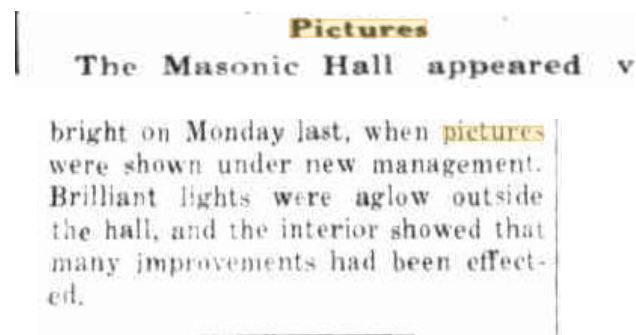 Pictures
The Masonic Hall appeared v
bright on Monday last, when pictures
were shown under new management.
Brilliant lights were aglow outside
the hall, and the interior showed that
many improvements had been effect-
ed.